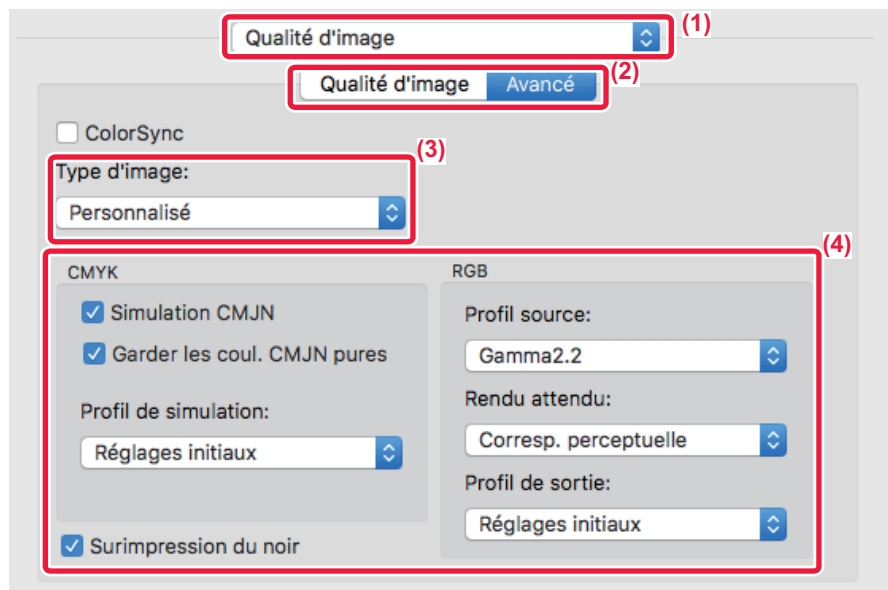 Qualité d'image
(1)
Qualité d'image Avancé
(2)
ColorSync
Type d'image:
(3)
Personnalisé
(4)
CMYK
Simulation CMJN
Garder les coul. CMJN pures
Profil de simulation:
Réglages initiaux
Surimpression du noir
RGB
Profil source:
Gamma2.2
Rendu attendu:
Corresp. perceptuelle
Profil de sortie:
Réglages initiaux